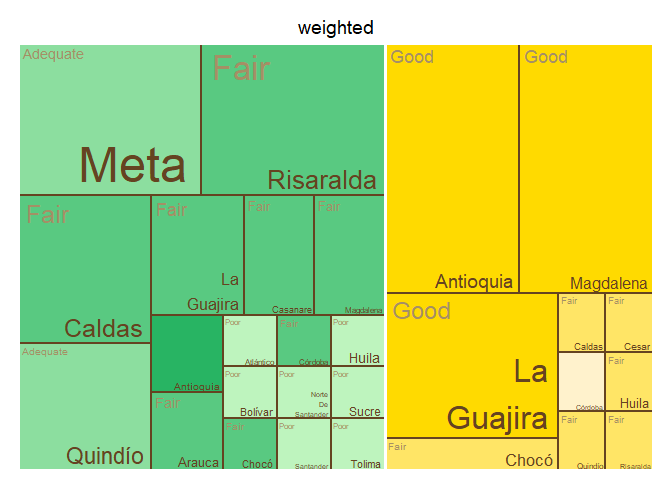 weighted
Adequate
Meta
Fair
Risaralda
Fair
Caldas
Fair
La
Guajira
Fair
Casanare
Fair
Magdalena
Adequate
Quindío
Antioquia
Fair
Arauca
Poor
Atlántico
Fair
Córdoba
Poor
Huila
Poor
Bolívar
Poor
Norte
De
Santander
Poor
Sucre
Fair
Chocó
Poor
Santander
Poor
Tolima
Good
Antioquia
Good
Magdalena
Good
La
Guajira
Fair
Chocó
Fair
Caldas
Fair
Cesar
Córdoba
Fair
Huila
Fair
Quindío
Fair
Risaralda